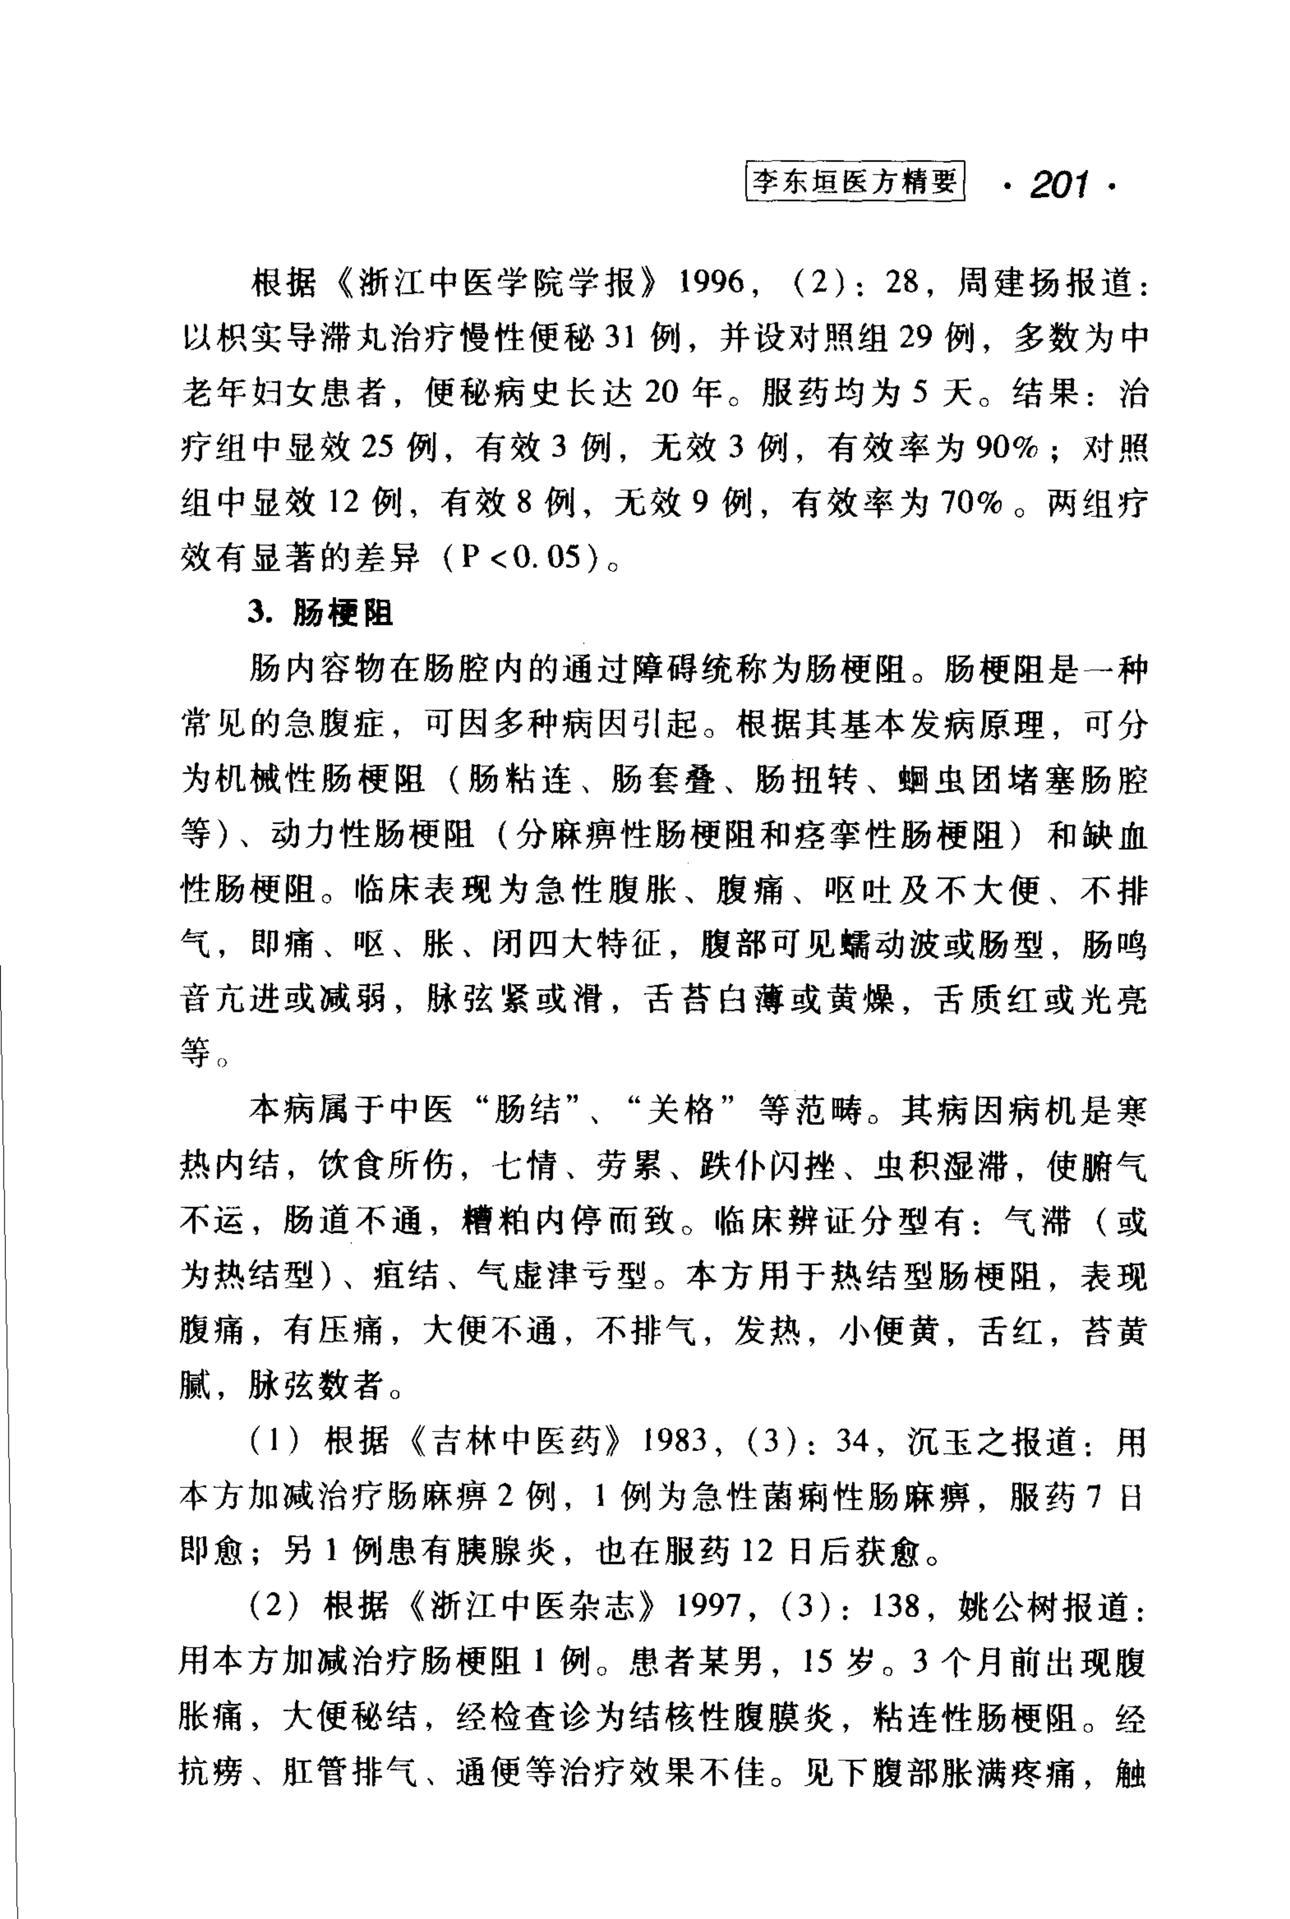 李东垣医方精要 · 201 ·
根据《浙江中医学院学报》1996，（2）：28，周建扬报道：
以枳实导滞丸治疗慢性便秘31例，并设对照组29例，多数为中
老年妇女患者，便秘病史长达20年。服药均为5天。结果：治
疗组中显效25例，有效3例，无效3例，有效率为90%；对照
组中显效12例，有效8例，无效9例，有效率为70%。两组疗
效有显著的差异（P<0.05）。
3. 肠梗阻
肠内容物在肠腔内的通过障碍统称为肠梗阻。肠梗阻是一种
常见的急腹症，可因多种病因引起。根据其基本发病原理，可分
为机械性肠梗阻（肠粘连、肠套叠、肠扭转、蛔虫团堵塞肠腔
等）、动力性肠梗阻（分麻痹性肠梗阻和痉挛性肠梗阻）和缺血
性肠梗阻。临床表现为急性腹胀、腹痛、呕吐及不大便、不排
气，即痛、呕、胀、闭四大特征，腹部可见蠕动波或肠型，肠鸣
音亢进或减弱，脉弦紧或滑，舌苔白薄或黄燥，舌质红或光亮
等。
本病属于中医“肠结”、“关格”等范畴。其病因病机是寒
热内结，饮食所伤，七情、劳累、跌仆闪挫、虫积湿滞，使腑气
不运，肠道不通，糟粕内停而致。临床辨证分型有：气滞（或
为热结型）、疽结、气虚津亏型。本方用于热结型肠梗阻，表现
腹痛，有压痛，大便不通，不排气，发热，小便黄，舌红，苔黄
腻，脉弦数者。
（1）根据《吉林中医药》1983，（3）：34，沉玉之报道：用
本方加减治疗肠麻痹2例，1例为急性菌痢性肠麻痹，服药7日
即愈；另1例患有胰腺炎，也在服药12日后获愈。
（2）根据《浙江中医杂志》1997，（3）：138，姚公树报道：
用本方加减治疗肠梗阻1例。患者某男，15岁。3个月前出现腹
胀痛，大便秘结，经检查诊为结核性腹膜炎，粘连性肠梗阻。经
抗痨、肛管排气、通便等治疗效果不佳。见下腹部胀满疼痛，触